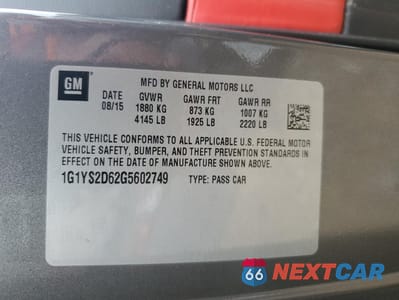 GM
MFD BY GENERAL MOTORS LLC
DATE GVWR GAWR FRT GAWR RR
08/15 1880 KG 873 KG 1007 KG
4145 LB 1925 LB 2220 LB
THIS VEHICLE CONFORMS TO ALL APPLICABLE U.S. FEDERAL MOTOR
VEHICLE SAFETY, BUMPER, AND THEFT PREVENTION STANDARDS IN
EFFECT ON THE DATE OF MANUFACTURE SHOWN ABOVE.
1G1YS2D62G5602749 TYPE: PASS CAR
66 NEXTCAR